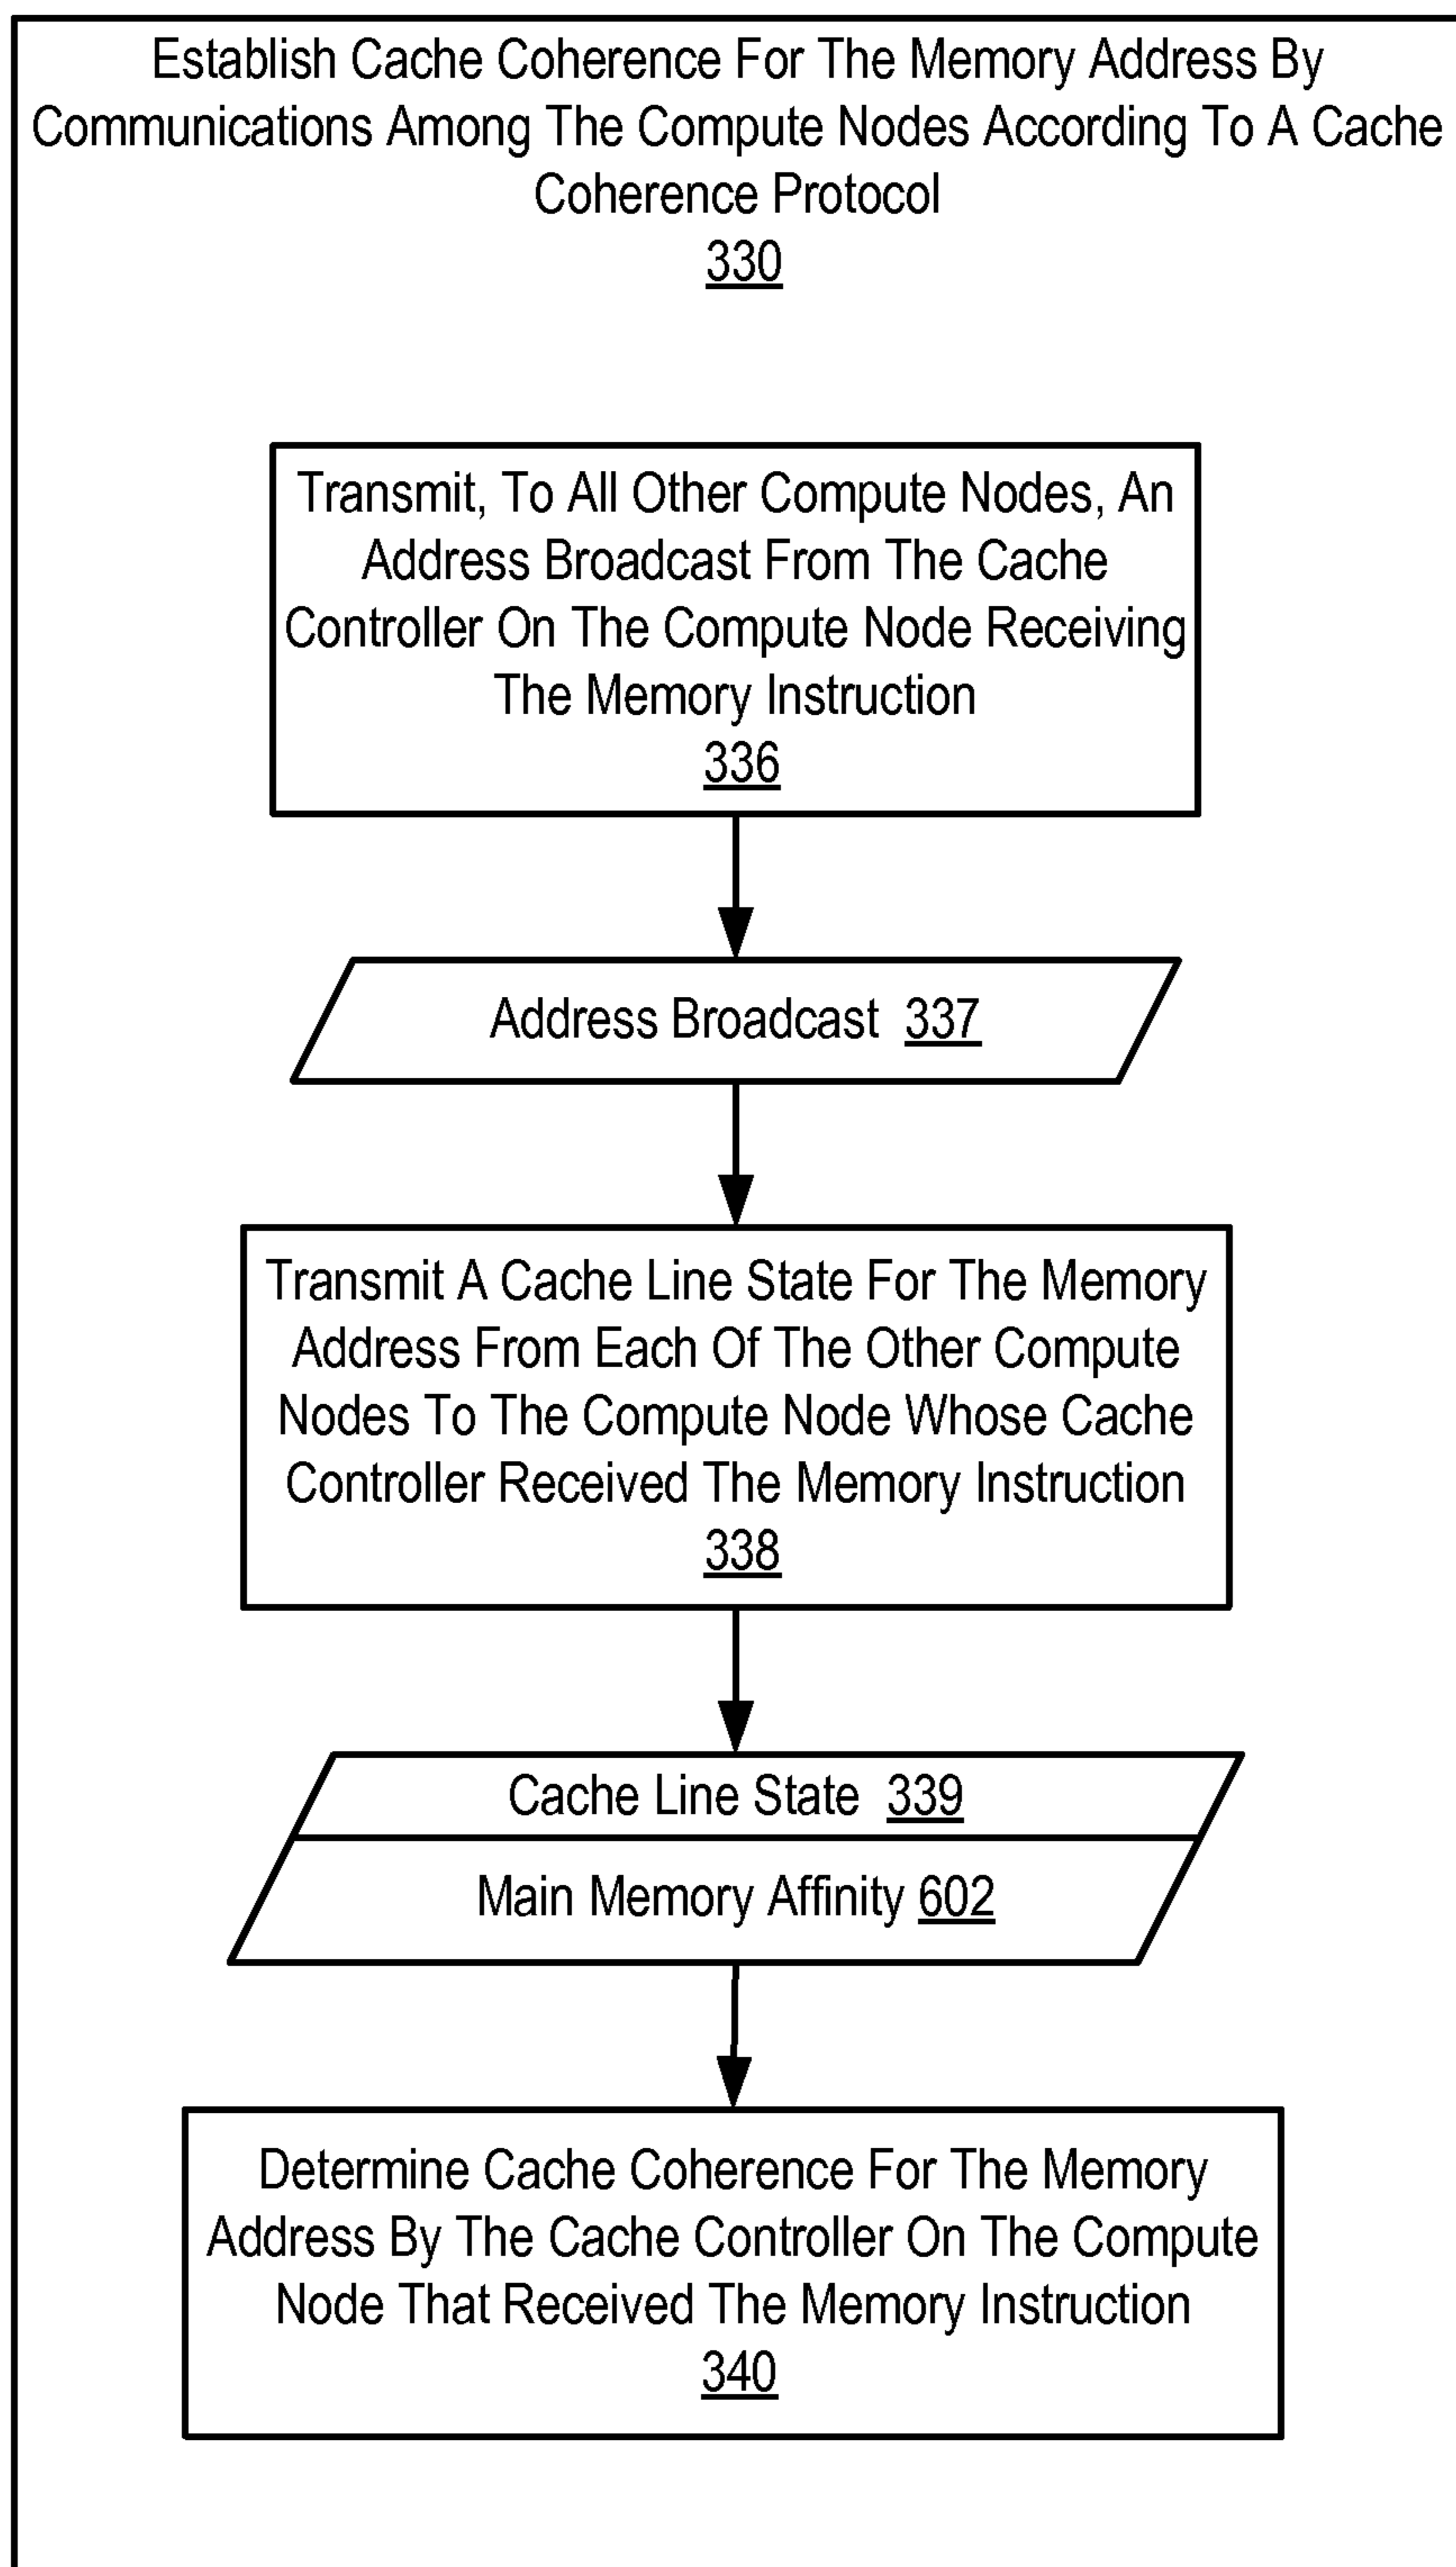 Establish Cache Coherence For The Memory Address By
Communications Among The Compute Nodes According To A Cache
Coherence Protocol
330
Transmit, To All Other Compute Nodes, An
Address Broadcast From The Cache
Controller On The Compute Node Receiving
The Memory Instruction
336
Address Broadcast 337
Transmit A Cache Line State For The Memory
Address From Each Of The Other Compute
Nodes To The Compute Node Whose Cache
Controller Received The Memory Instruction
338
Cache Line State 339
Main Memory Affinity 602
Determine Cache Coherence For The Memory
Address By The Cache Controller On The Compute
Node That Received The Memory Instruction
340